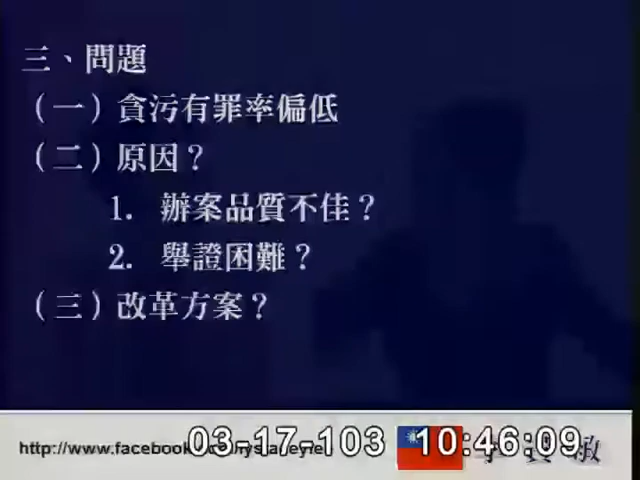 三、問題
（一）貪污有罪率偏低
（二）原因？
1. 辦案品質不佳？
2. 舉證困難？
（三）改革方案？
http://www.facebook
03-17-103 10:46:09